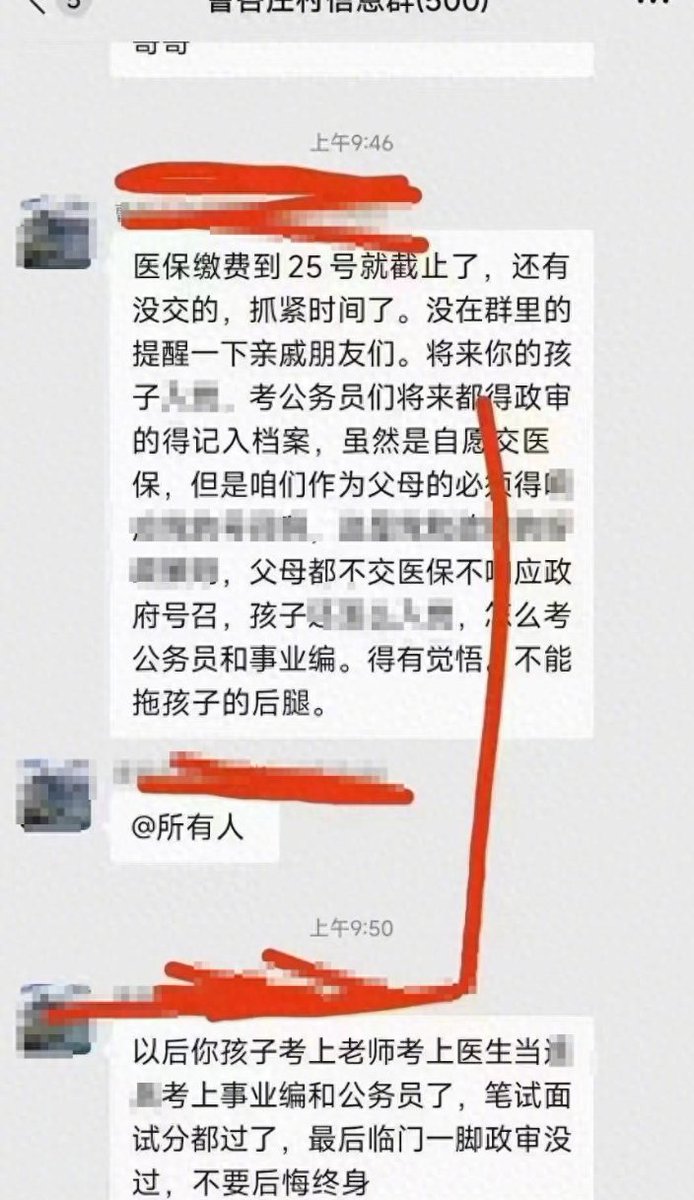 5
村信息群(500)
哥哥
上午9:46
医保缴费到25号就截止了，还有
没交的，抓紧时间了。没在群里的
提醒一下亲戚朋友们。将来你的孩
子 考公务员们将来都得政审
的得记入档案，虽然是自愿交医
保，但是咱们作为父母的必须得
，父母都不交医保不响应政
府号召，孩子 ，怎么考
公务员和事业编。得有觉悟。不能
拖孩子的后腿。
@所有人
上午9:50
以后你孩子考上老师考上医生当
考上事业编和公务员了，笔试面
试分都过了，最后临门一脚政审没
过，不要后悔终身